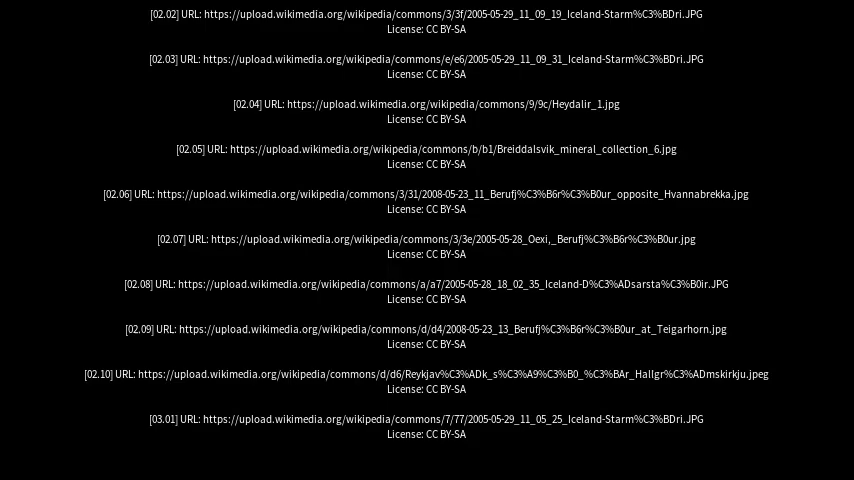 [02.02] URL: https://upload.wikimedia.org/wikipedia/commons/3/3f/2005-05-29_11_09_19_Iceland-Starm%C3%BDri.JPG
License: CC BY-SA
[02.03] URL: https://upload.wikimedia.org/wikipedia/commons/e/e6/2005-05-29_11_09_31_Iceland-Starm%C3%BDri.JPG
License: CC BY-SA
[02.04] URL: https://upload.wikimedia.org/wikipedia/commons/9/9c/Heydalir_1.jpg
License: CC BY-SA
[02.05] URL: https://upload.wikimedia.org/wikipedia/commons/b/b1/Breiddalsvik_mineral_collection_6.jpg
License: CC BY-SA
[02.06] URL: https://upload.wikimedia.org/wikipedia/commons/3/31/2008-05-23_11_Berufj%C3%B6r%C3%B0ur_opposite_Hvannabrekka.jpg
License: CC BY-SA
[02.07] URL: https://upload.wikimedia.org/wikipedia/commons/3/3e/2005-05-28_Oexi,_Berufj%C3%B6r%C3%B0ur.jpg
License: CC BY-SA
[02.08] URL: https://upload.wikimedia.org/wikipedia/commons/a/a7/2005-05-28_18_02_35_Iceland-D%C3%ADsarsta%C3%B0ir.JPG
License: CC BY-SA
[02.09] URL: https://upload.wikimedia.org/wikipedia/commons/d/d4/2008-05-23_13_Berufj%C3%B6r%C3%B0ur_at_Teigarhorn.jpg
License: CC BY-SA
[02.10] URL: https://upload.wikimedia.org/wikipedia/commons/d/d6/Reykjav%C3%ADk_s%C3%A9%C3%B0_%C3%BAr_Hallgr%C3%ADmskirkju.jpeg
License: CC BY-SA
[03.01] URL: https://upload.wikimedia.org/wikipedia/commons/7/77/2005-05-29_11_05_25_Iceland-Starm%C3%BDri.JPG
License: CC BY-SA